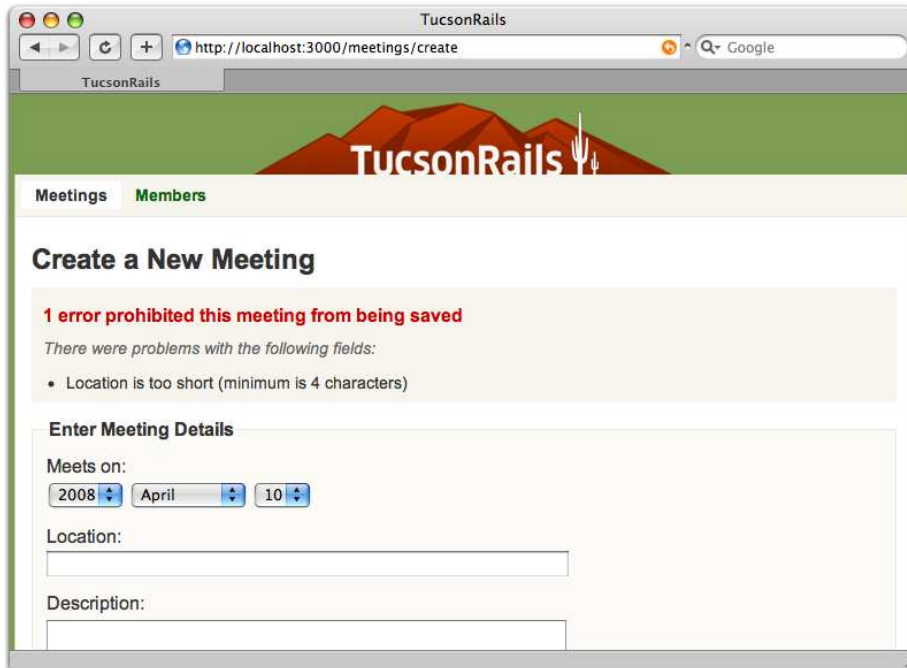 TucsonRails
http://localhost:3000/meetings/create
Google
TucsonRails
TucsonRails
Meetings Members
Create a New Meeting
1 error prohibited this meeting from being saved
There were problems with the following fields:
• Location is too short (minimum is 4 characters)
Enter Meeting Details
Meets on:
2008 April 10
Location:
Description: